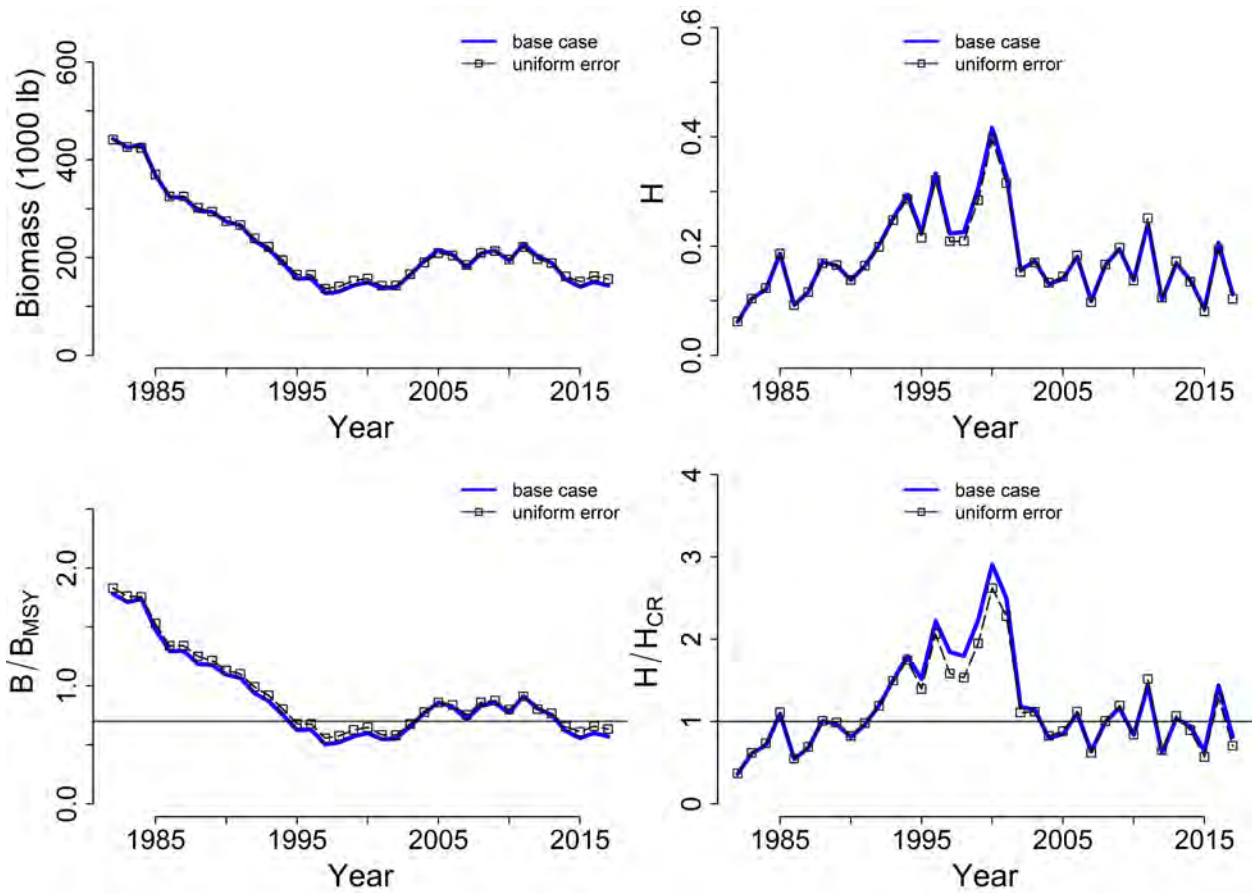 base case
uniform error
Biomass (1000 lb)
600
400
200
0
1985 1995 2005 2015
Year
base case
uniform error
H
0.6
0.4
0.2
0.0
1985 1995 2005 2015
Year
base case
uniform error
B/B_MSY
2.0
1.0
0.0
1985 1995 2005 2015
Year
base case
uniform error
H/H_CR
4
3
2
1
0
1985 1995 2005 2015
Year